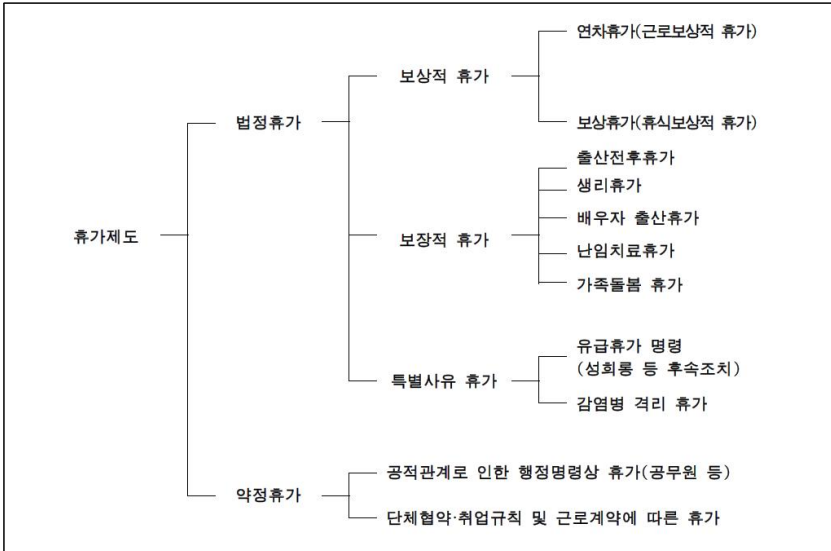 연차휴가(근로보상적 휴가)
보상적 휴가
법정휴가
보상휴가(휴식보상적 휴가)
출산전후휴가
생리휴가
배우자 출산휴가
휴가제도
보장적 휴가
난임치료휴가
가족돌봄 휴가
유급휴가 명령
(성희롱 등 후속조치)
특별사유 휴가
감염병 격리 휴가
공적관계로 인한 행정명령상 휴가(공무원 등)
약정휴가
단체협약·취업규칙 및 근로계약에 따른 휴가